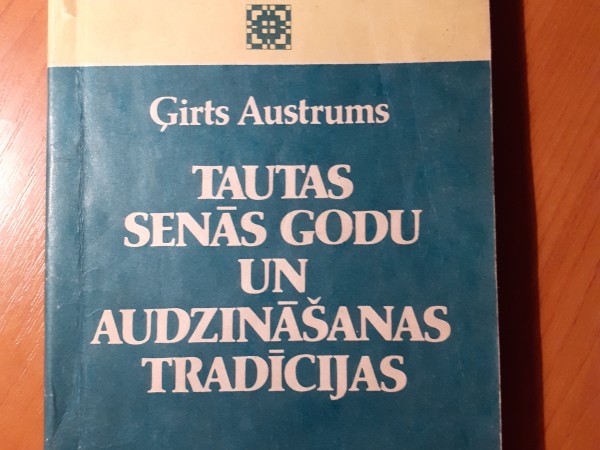 Ģirts Austrums
TAUTAS
SENĀS GODU
UN
AUDZINĀŠANAS
TRADĪCIJAS